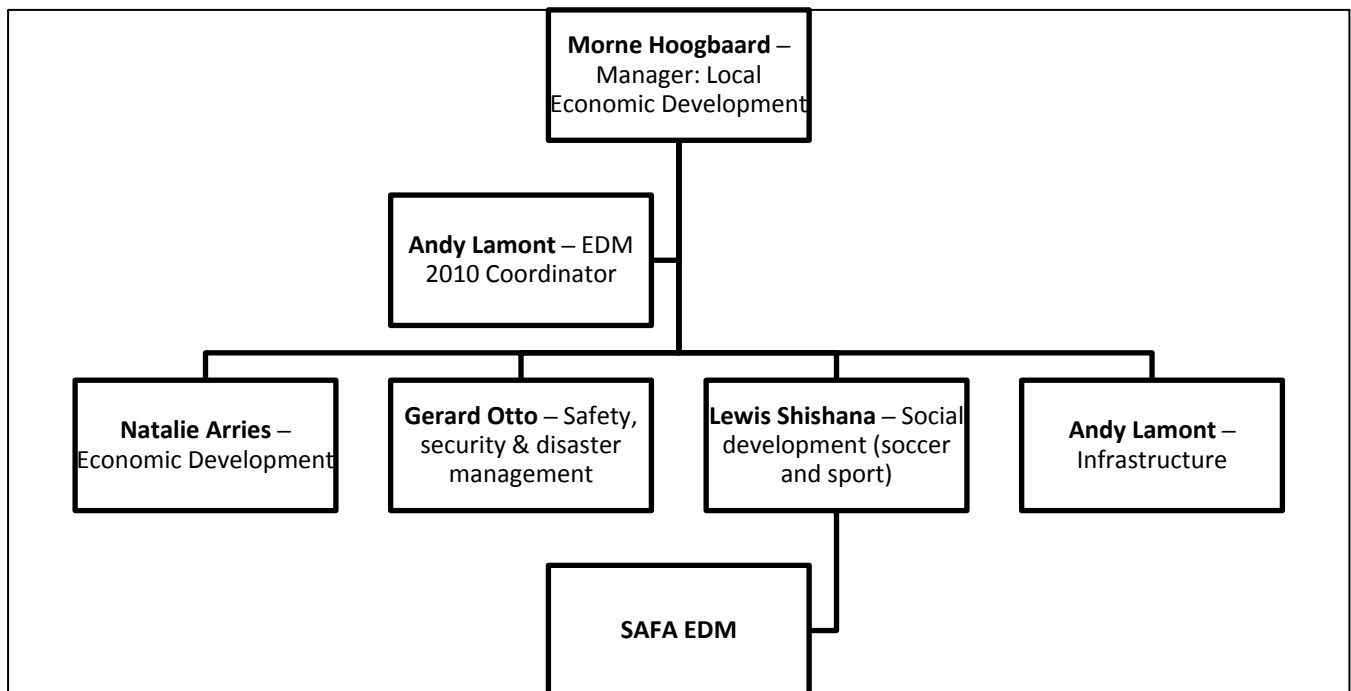 Morne Hoogbaard –
Manager: Local
Economic Development
Andy Lamont – EDM
2010 Coordinator
Natalie Arries –
Economic Development
Gerard Otto – Safety,
security & disaster
management
Lewis Shishana – Social
development (soccer
and sport)
Andy Lamont –
Infrastructure
SAFA EDM